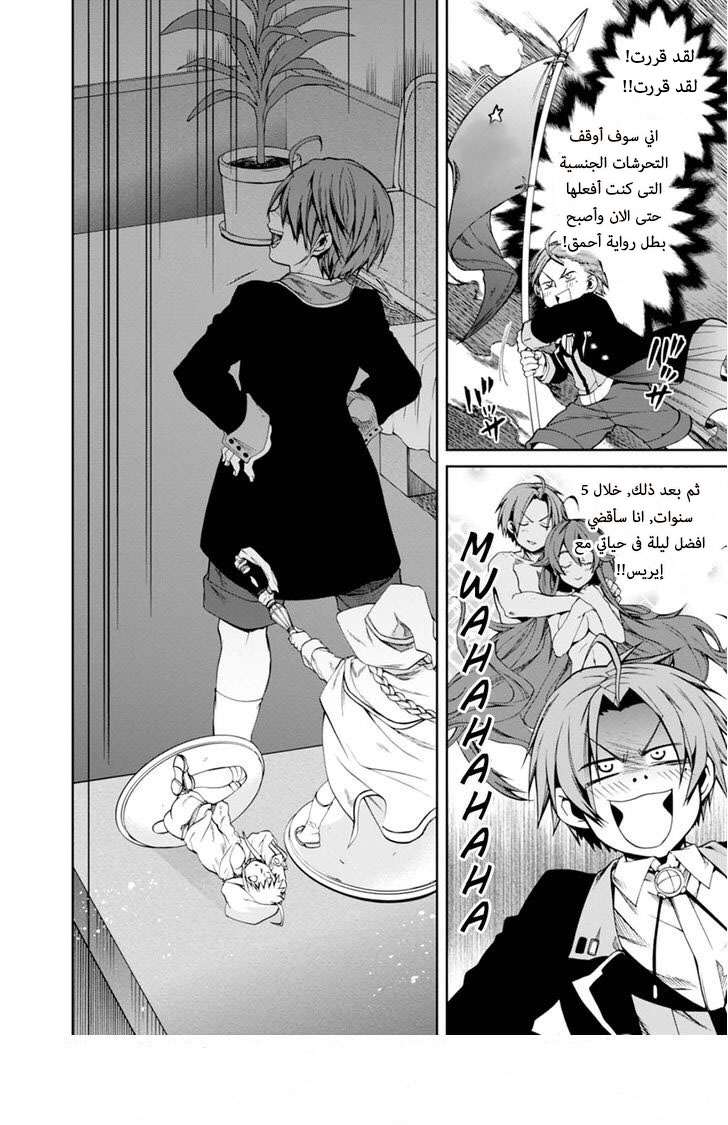 لقد قررت!
لقد قررت!!
اني سوف أوقف
التحرشات الجنسية
التى كنت أفعلها
حتى الان وأصبح
بطل رواية أحمق!
ثم بعد ذلك, خلال 5
سنوات, انا سأقضي
افضل ليلة فى حياتي مع
إيريس!!
MWAHAHAHAHAHA